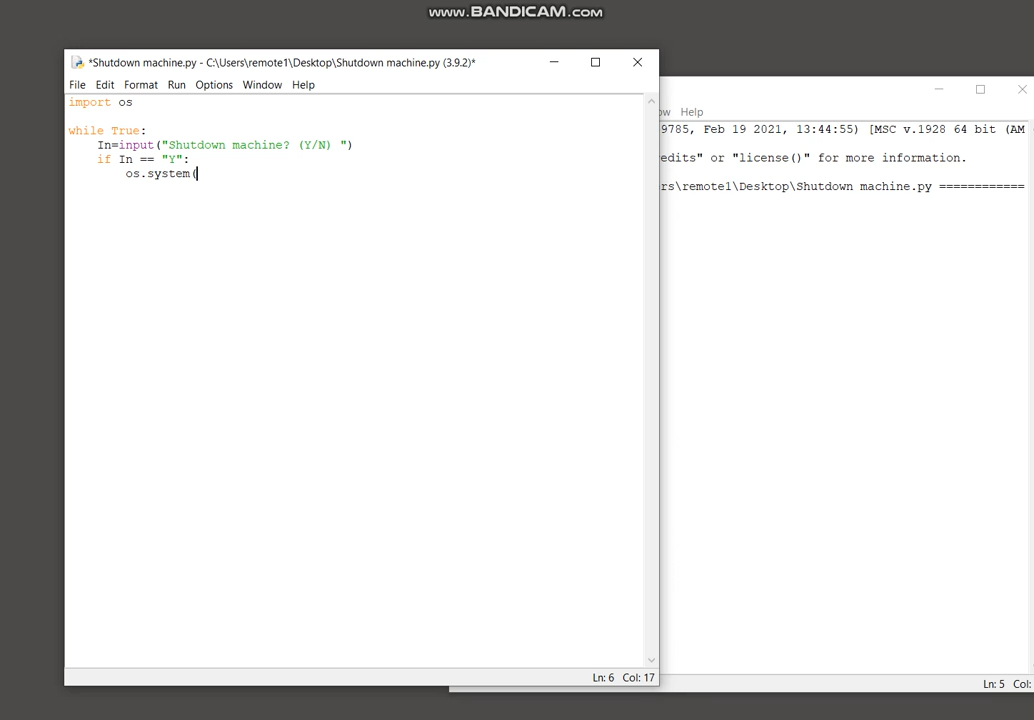 WWW.BANDICAM.COM
*Shutdown machine.py - C:\Users\remote1\Desktop\Shutdown machine.py (3.9.2)*
File Edit Format Run Options Window Help
import os
while True:
In=input("Shutdown machine? (Y/N) ")
if In == "Y":
os.system(
Ln: 6 Col: 17
ow Help
9785, Feb 19 2021, 13:44:55) [MSC v.1928 64 bit (AM
edits" or "license()" for more information.
rs\remote1\Desktop\Shutdown machine.py ============
Ln: 5 Col: